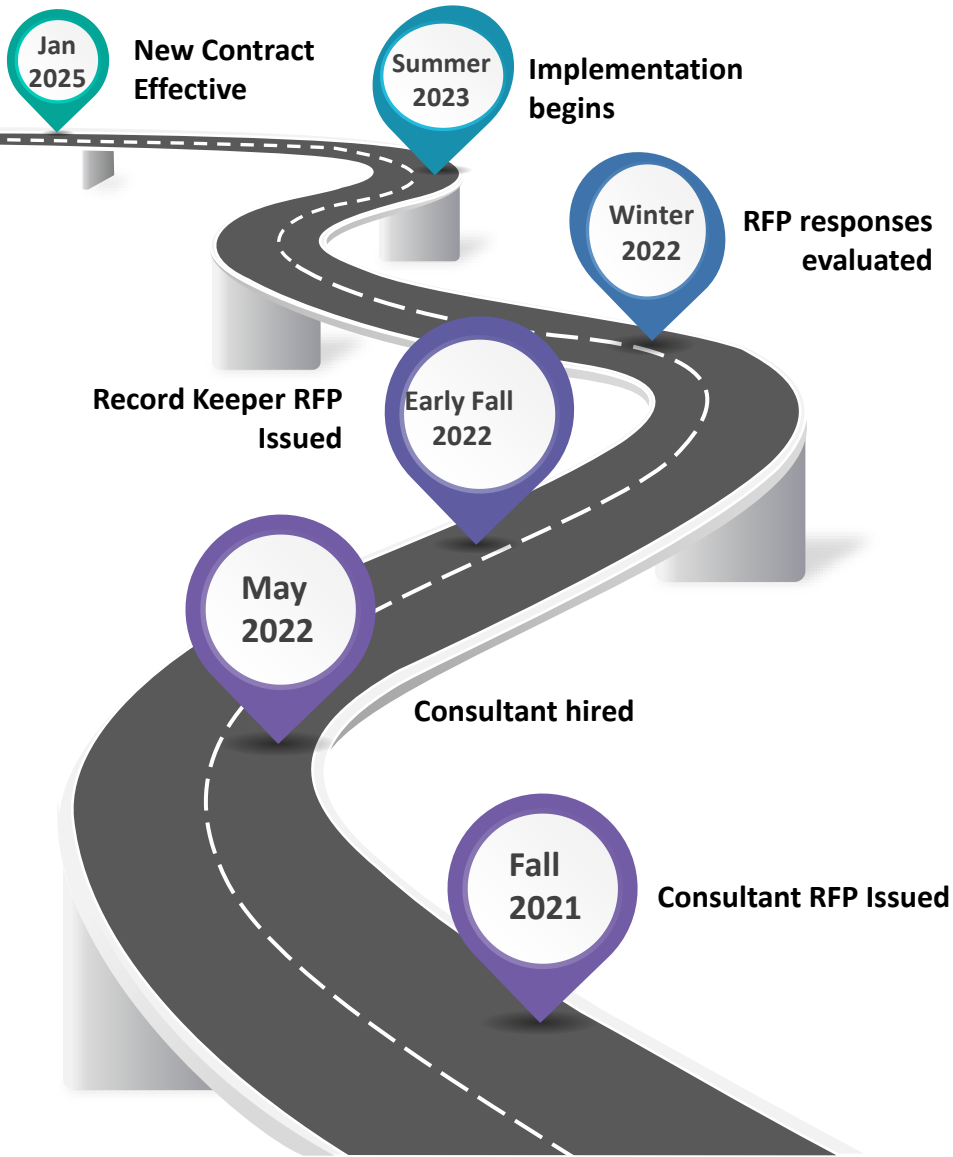 Jan
2025
New Contract
Effective
Summer
2023
Implementation
begins
Winter
2022
RFP responses
evaluated
Record Keeper RFP
Issued
Early Fall
2022
May
2022
Consultant hired
Fall
2021
Consultant RFP Issued